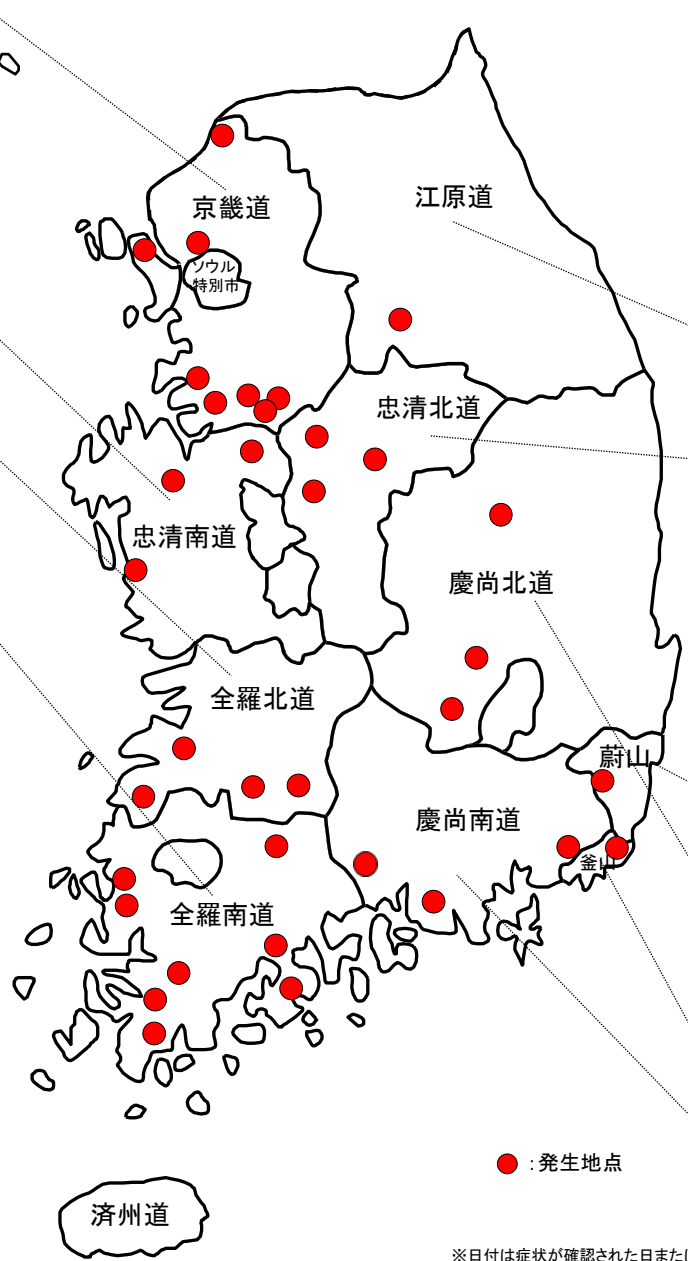 江原道
京畿道
ソウル
特別市
忠清北道
忠清南道
慶尚北道
全羅北道
蔚山
慶尚南道
釜山
全羅南道
:発生地点
済州道
※日付は症状が確認された日また